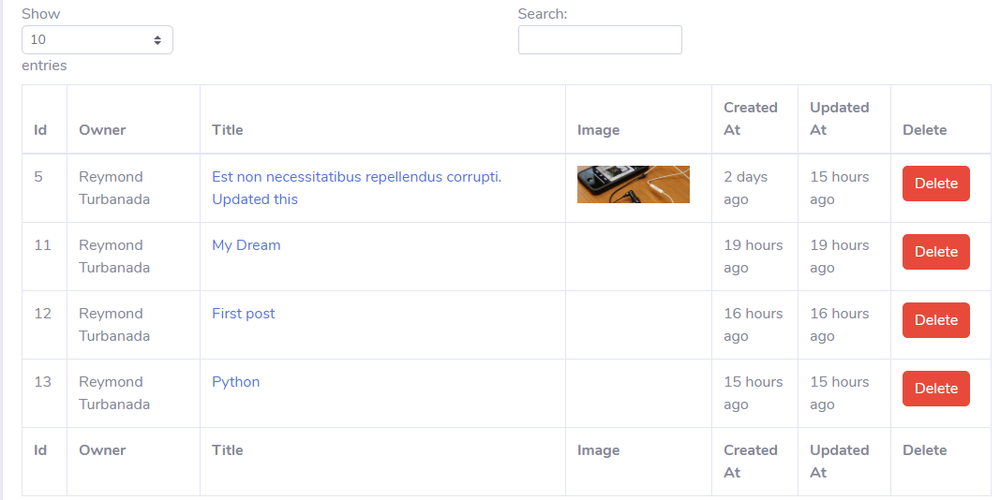 Show
Search:
10
entries
Id Owner Title Image Created At Updated At Delete
5 Reymond Turbanada Est non necessitatibus repellendus corrupti. Updated this 2 days ago 15 hours ago Delete
11 Reymond Turbanada My Dream 19 hours ago 19 hours ago Delete
12 Reymond Turbanada First post 16 hours ago 16 hours ago Delete
13 Reymond Turbanada Python 15 hours ago 15 hours ago Delete
Id Owner Title Image Created At Updated At Delete